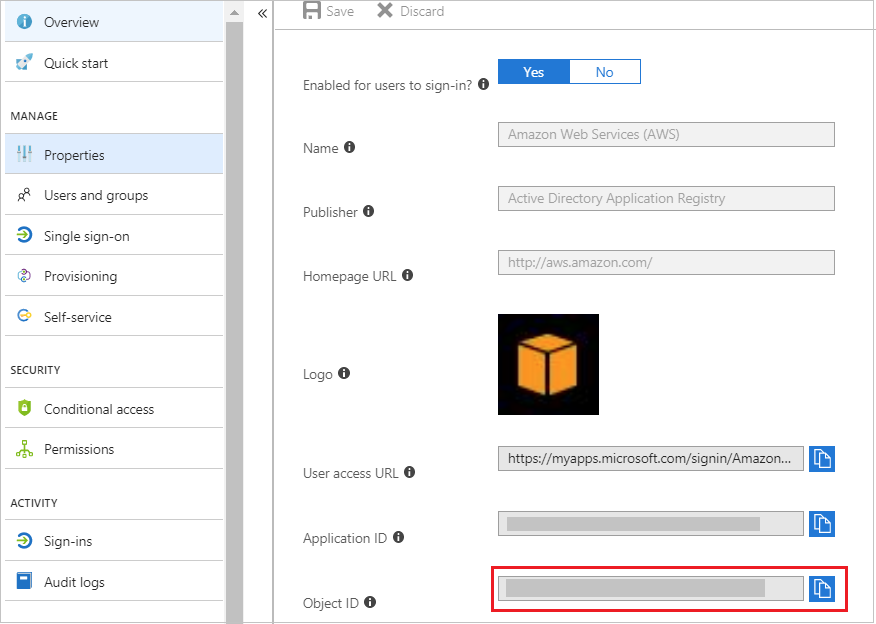 Overview
Quick start
MANAGE
Properties
Users and groups
Single sign-on
Provisioning
Self-service
SECURITY
Conditional access
Permissions
ACTIVITY
Sign-ins
Audit logs
«
Save Discard
Enabled for users to sign-in? Yes No
Name Amazon Web Services (AWS)
Publisher Active Directory Application Registry
Homepage URL http://aws.amazon.com/
Logo
User access URL https://myapps.microsoft.com/signin/Amazon...
Application ID
Object ID